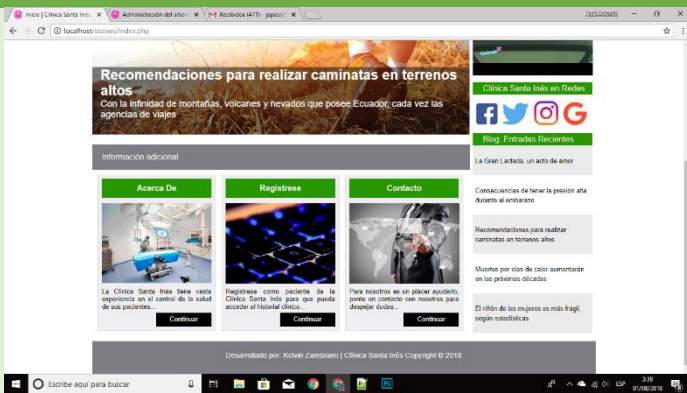 Inicio | Clínica Santa Inés
Administración del sitio
Recibidos (471) - japico
localhost/staines/index.php
Recomendaciones para realizar caminatas en terrenos
altos
Con la infinidad de montañas, volcanes y nevados que posee Ecuador, cada vez las
agencias de viajes
Información adicional
Acerca De
La Clínica Santa Inés tiene vasta
experiencia en el control de la salud
de sus pacientes...
Continuar
Registrese
Registrese como paciente de la
Clínica Santa Inés para que pueda
acceder al historial clínico...
Continuar
Contacto
Para nosotros es un placer ayudarlo,
ponte en contacto con nosotros para
despejar dudas...
Continuar
Clínica Santa Inés en Redes
Blog: Entradas Recientes
La Gran Lactada, un acto de amor
Consecuencias de tener la presión alta
durante el embarazo
Recomendaciones para realizar
caminatas en terrenos altos
Muertes por olas de calor aumentarán
en las próximas décadas
El riñón de las mujeres es más frágil,
según estadísticas
Desarrollado por: Kelvin Zambrano | Clínica Santa Inés Copyright © 2018
Escribe aquí para buscar
ESP
3:39
01/08/2018